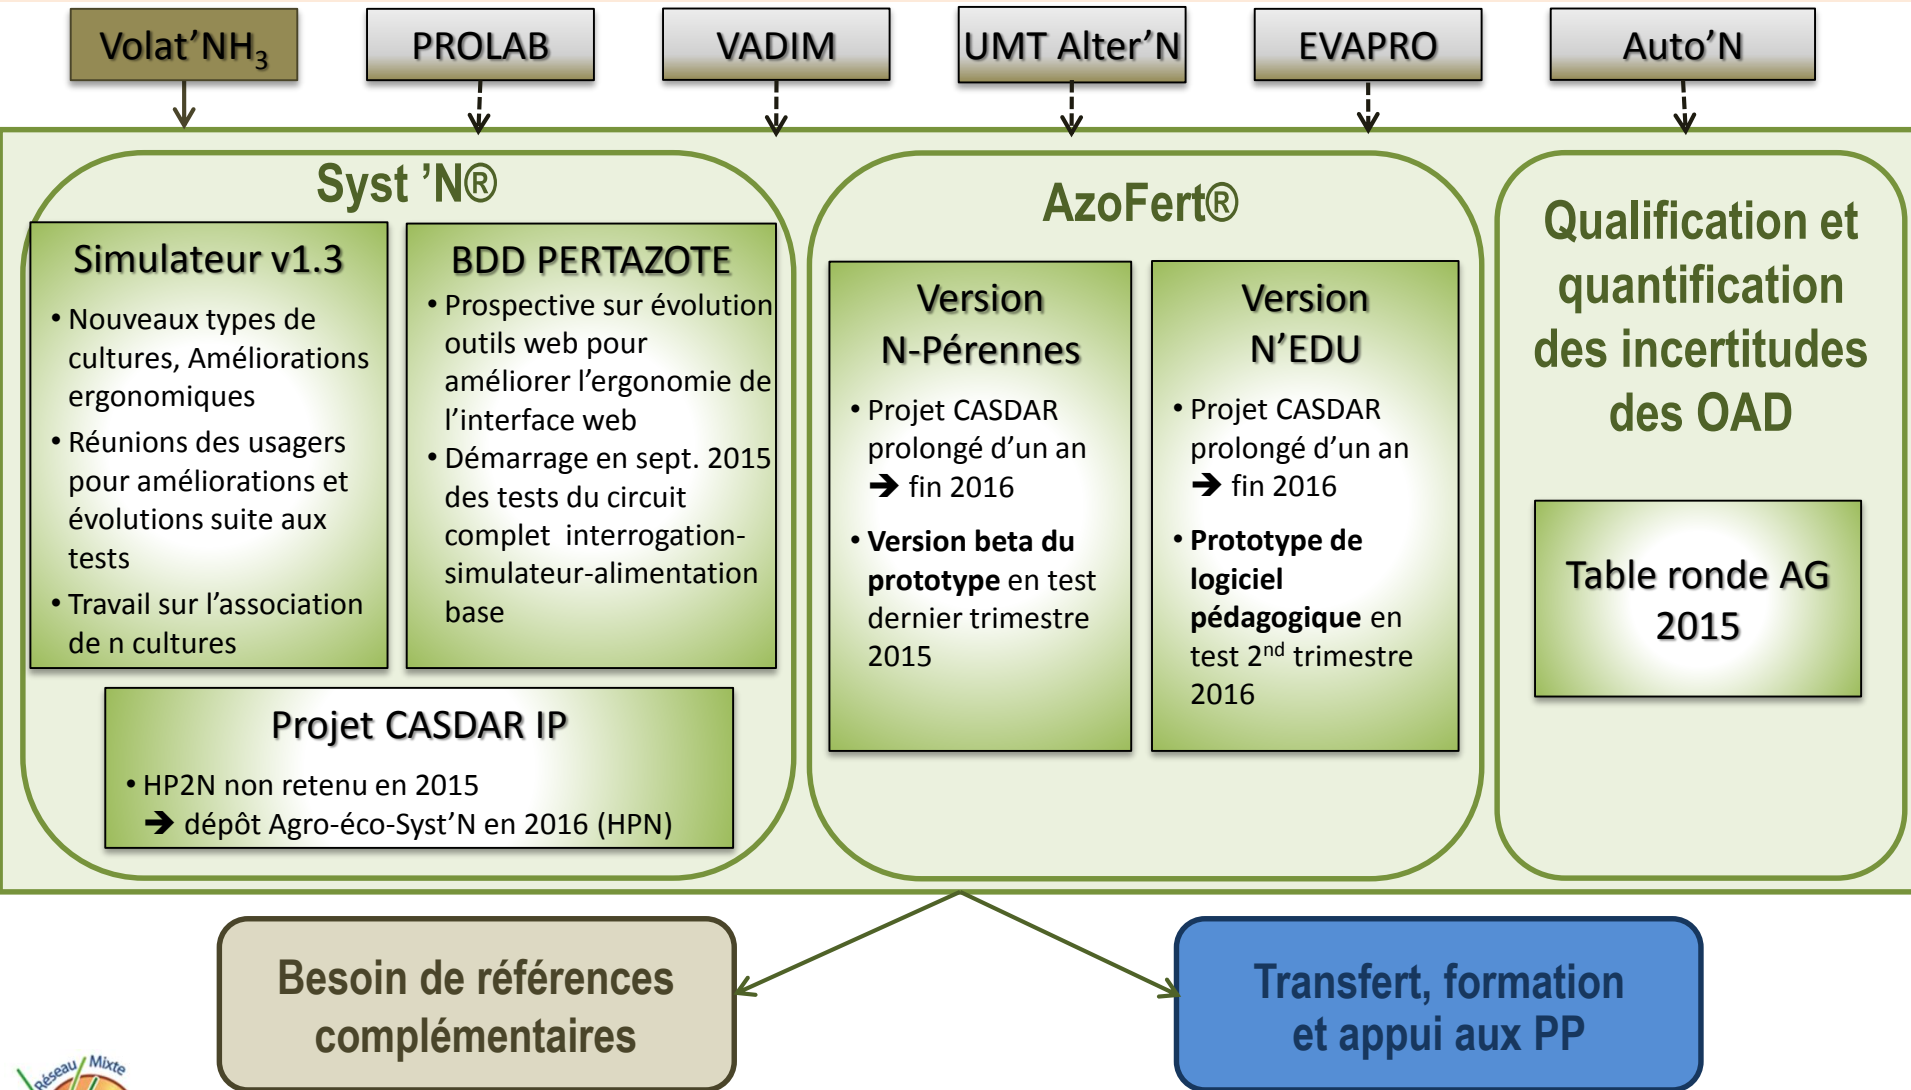 Volat’NH₃
PROLAB
VADIM
UMT Alter’N
EVAPRO
Auto’N
Syst ’N®
Simulateur v1.3
• Nouveaux types de
cultures, Améliorations
ergonomiques
• Réunions des usagers
pour améliorations et
évolutions suite aux
tests
• Travail sur l’association
de n cultures
BDD PERTAZOTE
• Prospective sur évolution
outils web pour
améliorer l’ergonomie de
l’interface web
• Démarrage en sept. 2015
des tests du circuit
complet interrogation-
simulateur-alimentation
base
Projet CASDAR IP
• HP2N non retenu en 2015
➔ dépôt Agro-éco-Syst’N en 2016 (HPN)
AzoFert®
Version
N-Pérennes
• Projet CASDAR
prolongé d’un an
➔ fin 2016
• Version beta du
prototype en test
dernier trimestre
2015
Version
N’EDU
• Projet CASDAR
prolongé d’un an
➔ fin 2016
• Prototype de
logiciel
pédagogique en
test 2nd trimestre
2016
Qualification et
quantification
des incertitudes
des OAD
Table ronde AG
2015
Besoin de références
complémentaires
Transfert, formation
et appui aux PP
Réseau Mixte